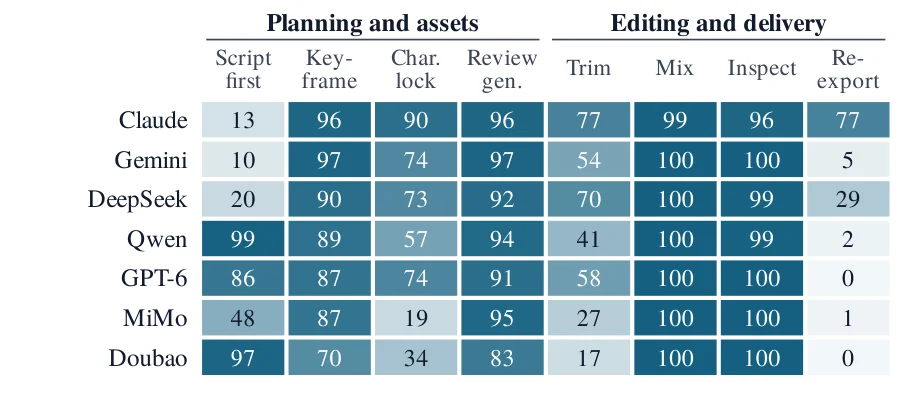 Planning and assets Editing and delivery
Script first Key-frame Char. lock Review gen. Trim Mix Inspect Re-export
Claude 13 96 90 96 77 99 96 77
Gemini 10 97 74 97 54 100 100 5
DeepSeek 20 90 73 92 70 100 99 29
Qwen 99 89 57 94 41 100 99 2
GPT-6 86 87 74 91 58 100 100 0
MiMo 48 87 19 95 27 100 100 1
Doubao 97 70 34 83 17 100 100 0